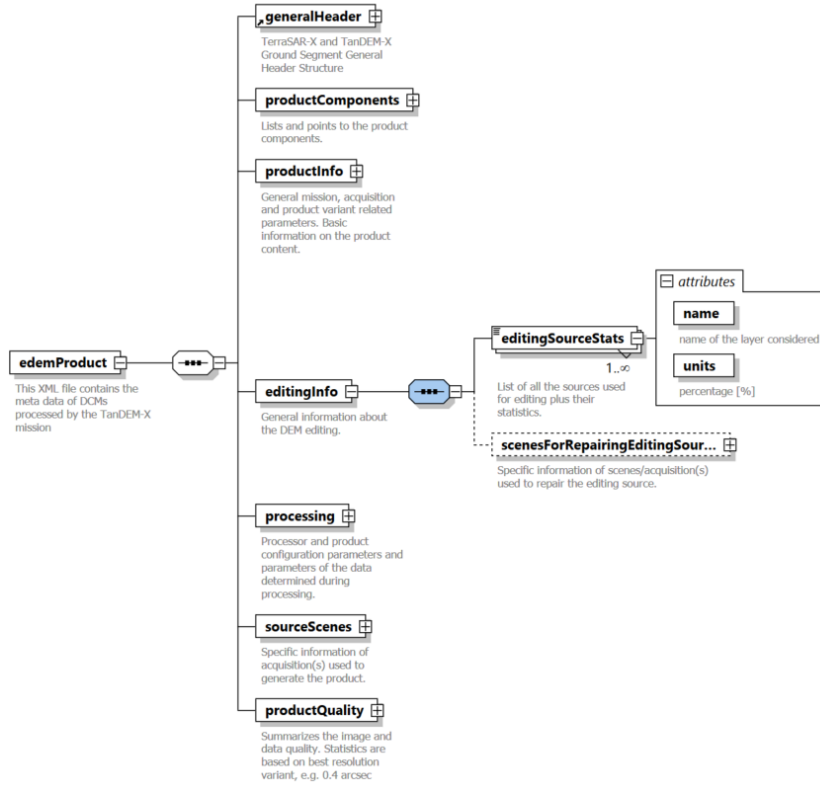 generalHeader
TerraSAR-X and TanDEM-X
Ground Segment General
Header Structure
productComponents
Lists and points to the product
components.
productInfo
General mission, acquisition
and product variant related
parameters. Basic
information on the product
content.
edemProduct
This XML file contains the
meta data of DCMs
processed by the TanDEM-X
mission
editingInfo
General information about
the DEM editing.
editingSourceStats
1..∞
List of all the sources used
for editing plus their
statistics.
attributes
name
name of the layer considered
units
percentage [%]
scenesForRepairingEditingSour...
Specific information of scenes/acquisition(s)
used to repair the editing source.
processing
Processor and product
configuration parameters and
parameters of the data
determined during
processing.
sourceScenes
Specific information of
acquisition(s) used to
generate the product.
productQuality
Summarizes the image and
data quality. Statistics are
based on best resolution
variant, e.g. 0.4 arcsec